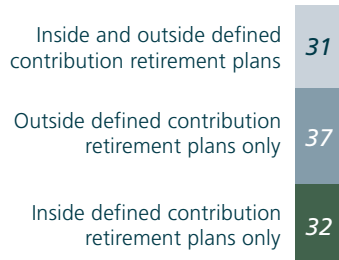 Inside and outside defined
contribution retirement plans
31
Outside defined contribution
retirement plans only
37
Inside defined contribution
retirement plans only
32